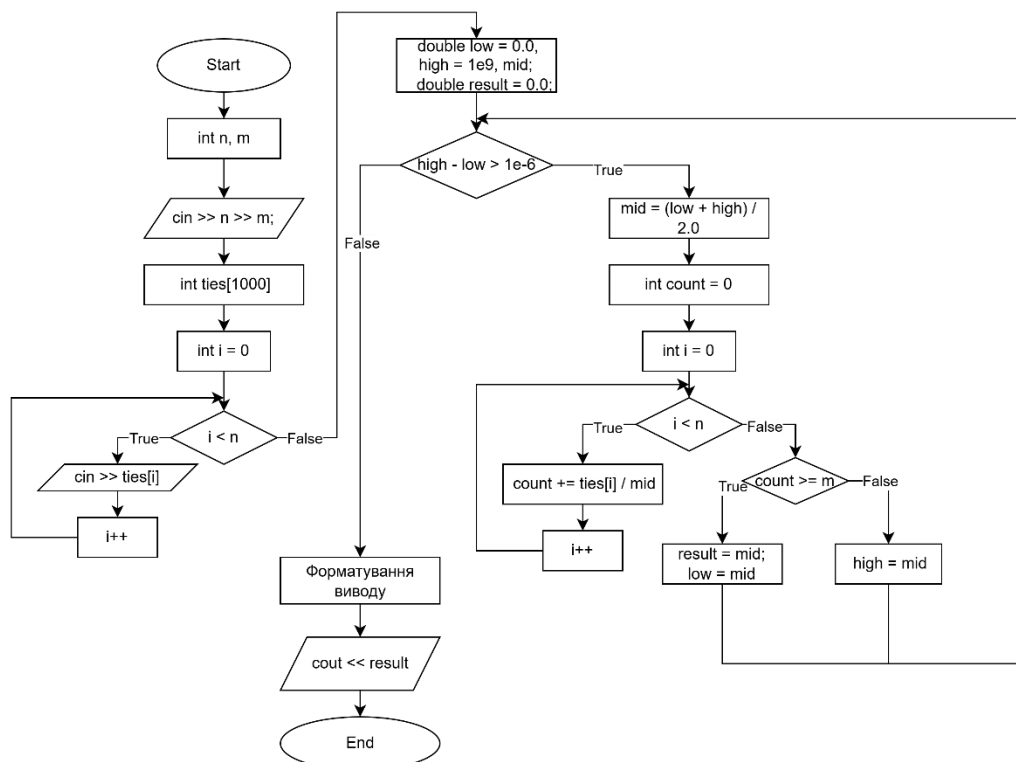 Start
int n, m
cin >> n >> m;
int ties[1000]
int i = 0
i < n
True
False
cin >> ties[i]
i++
double low = 0.0,
high = 1e9, mid;
double result = 0.0;
high - low > 1e-6
True
False
mid = (low + high) /
2.0
int count = 0
int i = 0
i < n
True
False
count += ties[i] / mid
i++
count >= m
True
False
result = mid;
low = mid
high = mid
Форматування
виводу
cout << result
End